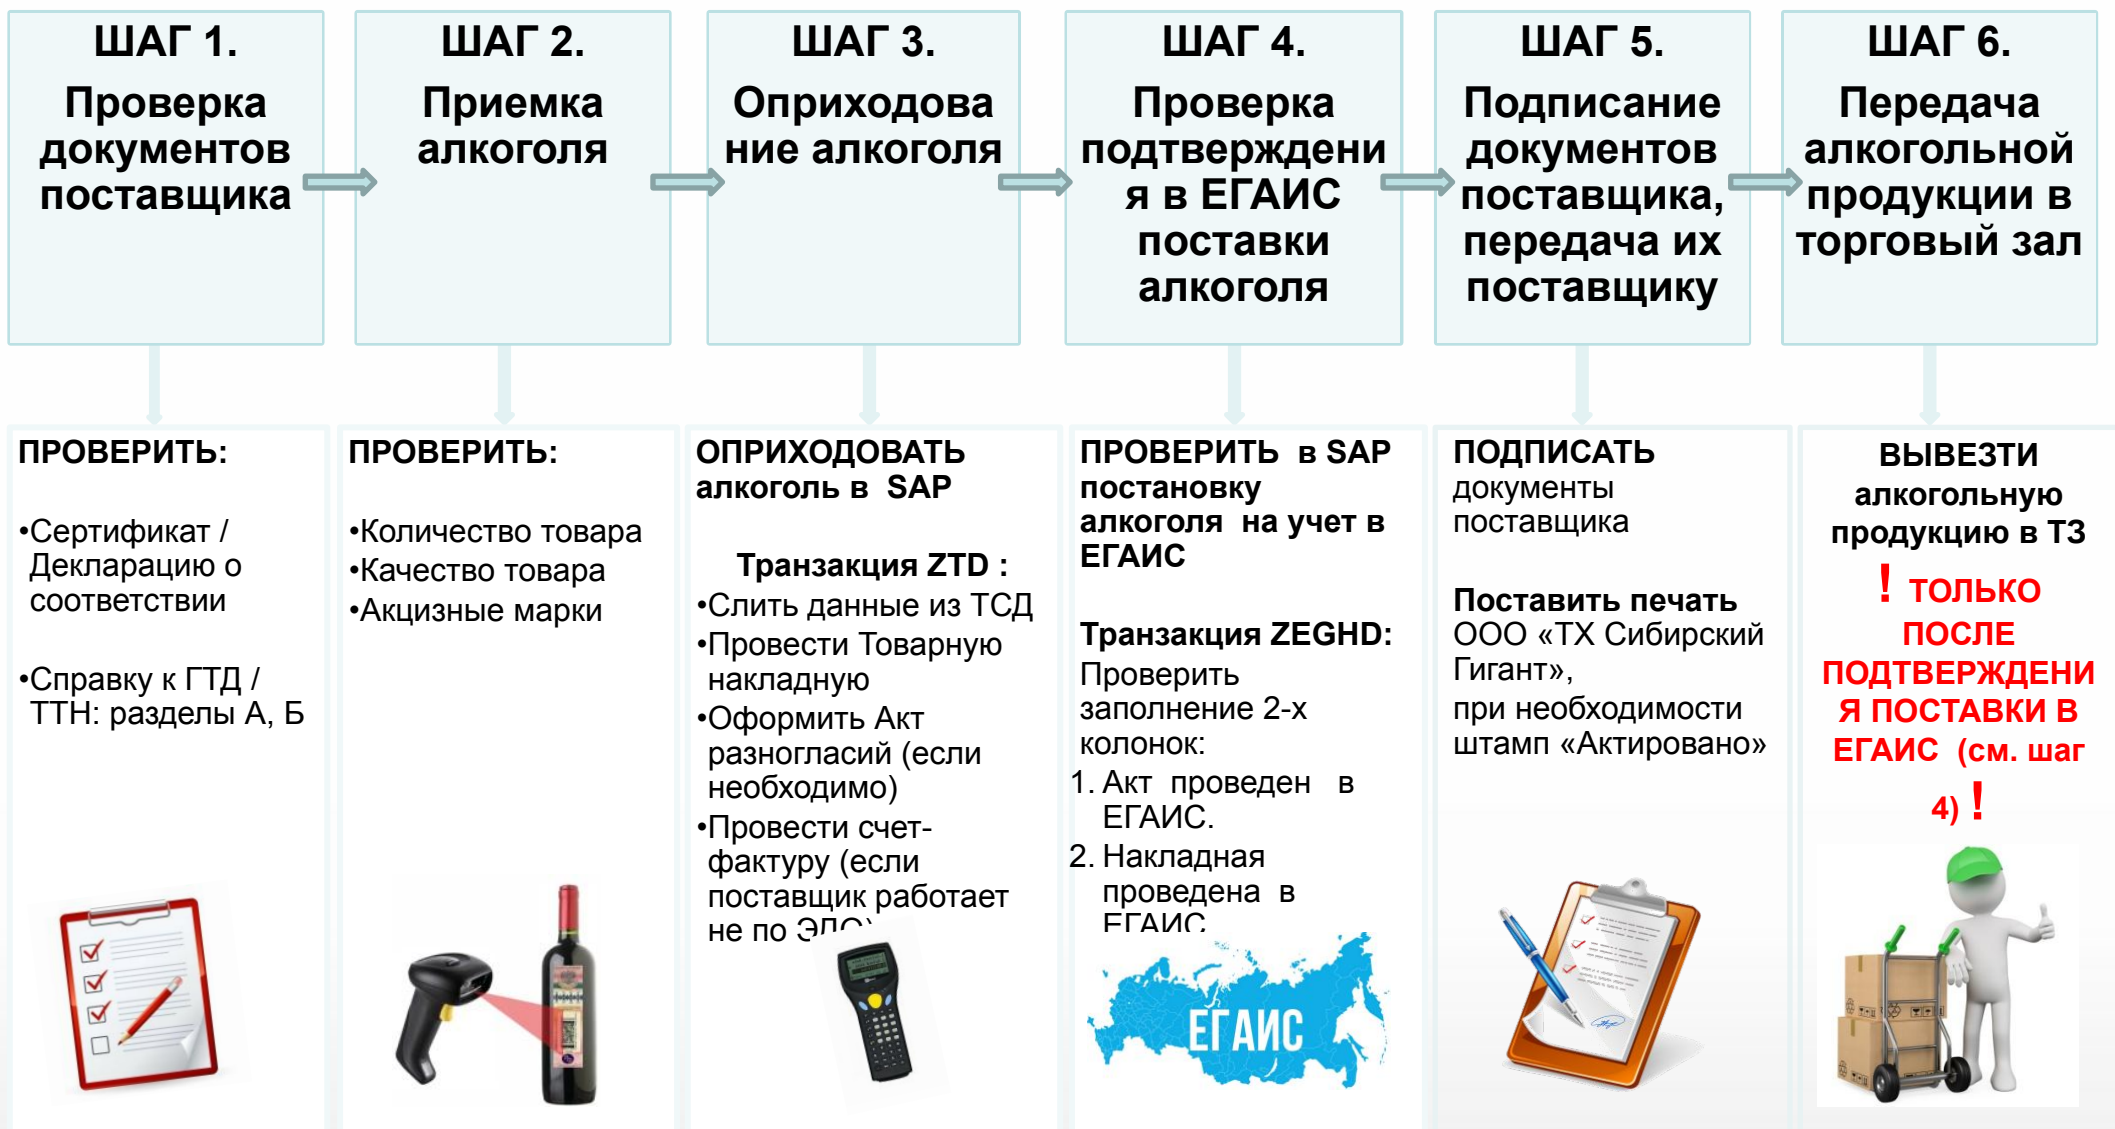 ШАГ 1.
Проверка
документов
поставщика
ШАГ 2.
Приемка
алкоголя
ШАГ 3.
Оприходова
ние алкоголя
ШАГ 4.
Проверка
подтверждени
я в ЕГАИС
поставки
алкоголя
ШАГ 5.
Подписание
документов
поставщика,
передача их
поставщику
ШАГ 6.
Передача
алкогольной
продукции в
торговый зал
ПРОВЕРИТЬ:
•Сертификат /
Декларацию о
соответствии
•Справку к ГТД /
ТТН: разделы А, Б
ПРОВЕРИТЬ:
•Количество товара
•Качество товара
•Акцизные марки
ОПРИХОДОВАТЬ
алкоголь в SAP
Транзакция ZTD :
•Слить данные из ТСД
•Провести Товарную
накладную
•Оформить Акт
разногласий (если
необходимо)
•Провести счет-
фактуру (если
поставщик работает
не по ЭДО)
ПРОВЕРИТЬ в SAP
постановку
алкоголя на учет в
ЕГАИС
Транзакция ZEGHD:
Проверить
заполнение 2-х
колонок:
1. Акт проведен в
ЕГАИС.
2. Накладная
проведена в
ЕГАИС
ЕГАИС
ПОДПИСАТЬ
документы
поставщика
Поставить печать
ООО «ТХ Сибирский
Гигант»,
при необходимости
штамп «Актировано»
ВЫВЕЗТИ
алкогольную
продукцию в ТЗ
! ТОЛЬКО
ПОСЛЕ
ПОДТВЕРЖДЕНИ
Я ПОСТАВКИ В
ЕГАИС (см. шаг
4) !